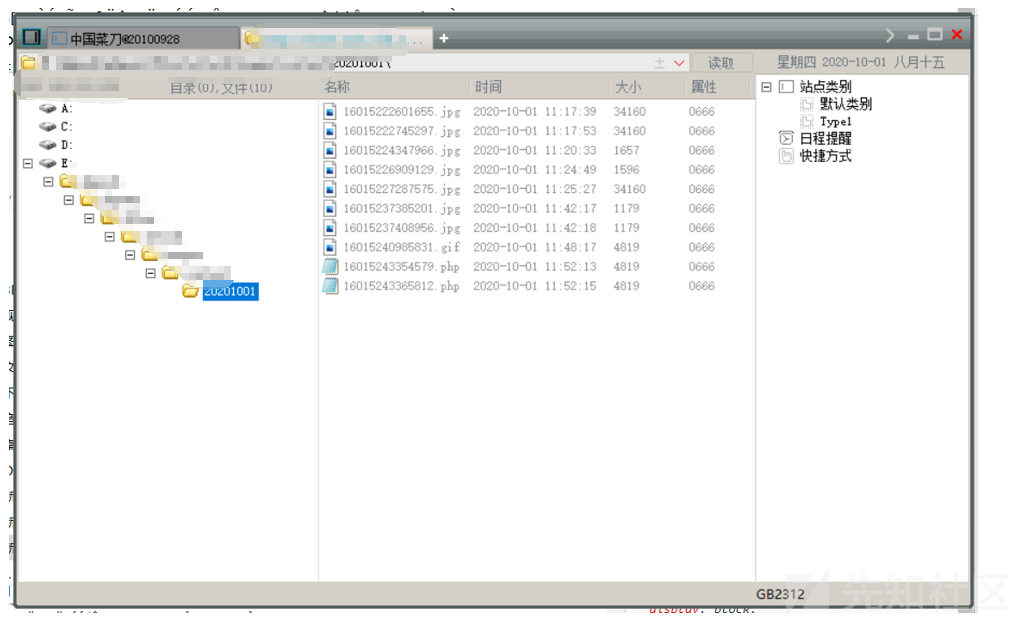 中国菜刀@20100928
...
+
20201001\
读取
星期四 2020-10-01 八月十五
目录(0),文件(10)
名称 时间 大小 属性
A:
C:
D:
E:
20201001
16015222601655.jpg 2020-10-01 11:17:39 34160 0666
16015222745297.jpg 2020-10-01 11:17:53 34160 0666
16015224347966.jpg 2020-10-01 11:20:33 1657 0666
16015226909129.jpg 2020-10-01 11:24:49 1596 0666
16015227287575.jpg 2020-10-01 11:25:27 34160 0666
16015237385201.jpg 2020-10-01 11:42:17 1179 0666
16015237408956.jpg 2020-10-01 11:42:18 1179 0666
16015240985831.gif 2020-10-01 11:48:17 4819 0666
16015243354579.php 2020-10-01 11:52:13 4819 0666
16015243365812.php 2020-10-01 11:52:15 4819 0666
站点类别
默认类别
Type1
日程提醒
快捷方式
GB2312
先知社区